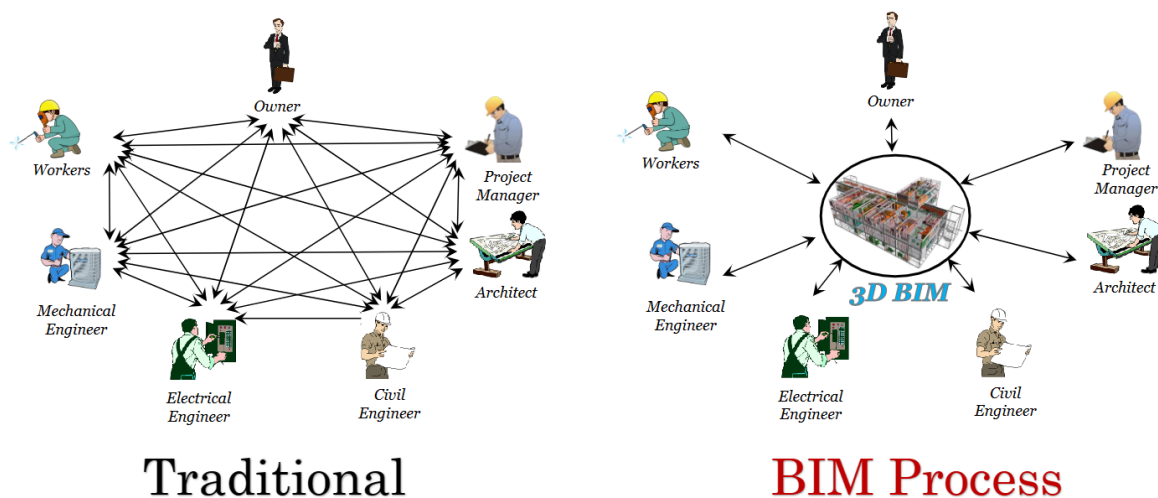 Owner
Workers
Project
Manager
Mechanical
Engineer
Architect
Electrical
Engineer
Civil
Engineer
Traditional
Owner
Workers
Project
Manager
Mechanical
Engineer
Architect
3D BIM
Electrical
Engineer
Civil
Engineer
BIM Process